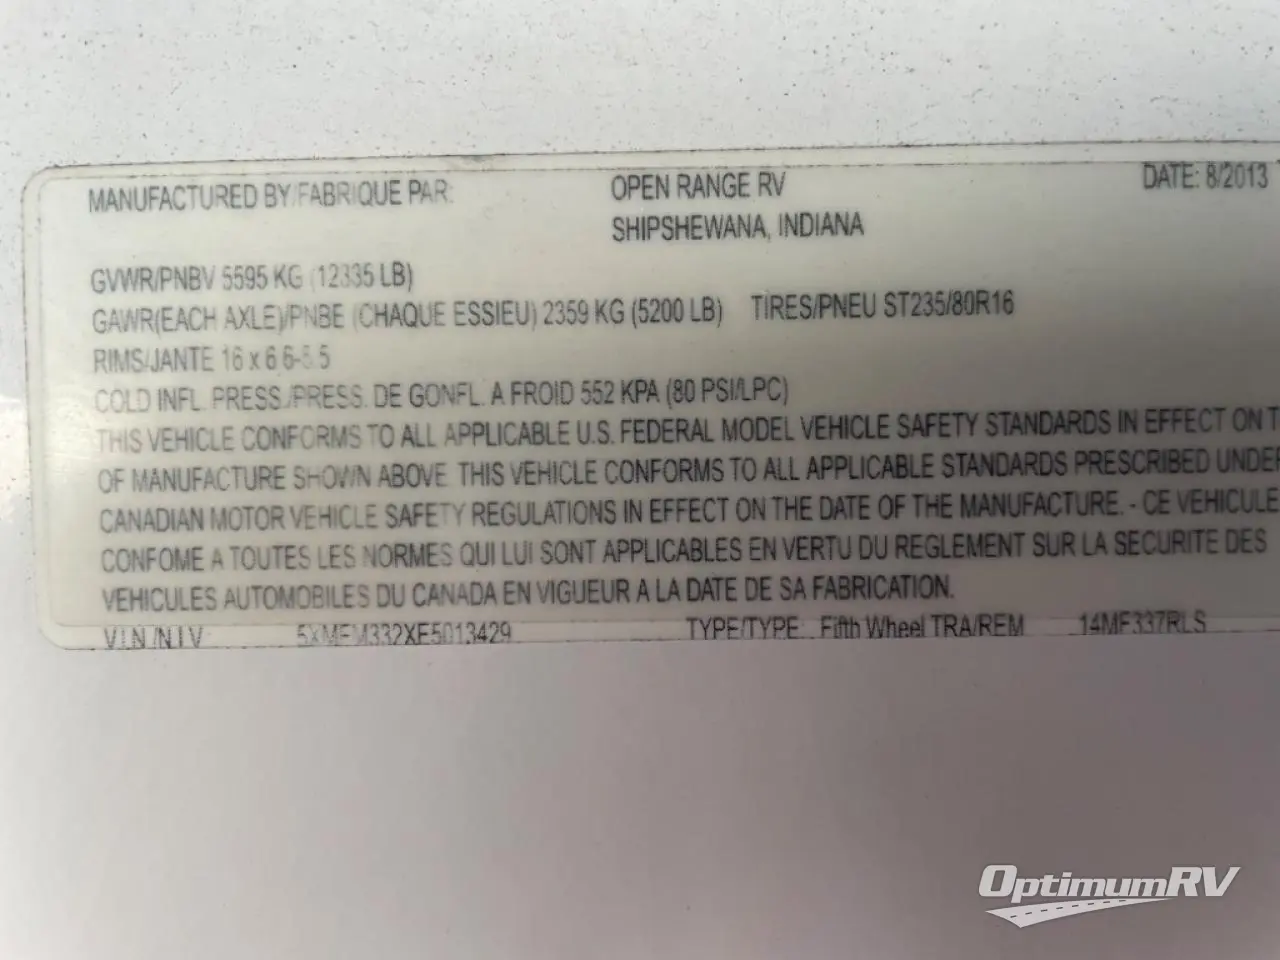 MANUFACTURED BY/FABRIQUE PAR: OPEN RANGE RV DATE: 8/2013
SHIPSHEWANA, INDIANA
GVWR/PNBV 5595 KG (12335 LB)
GAWR(EACH AXLE)/PNBE (CHAQUE ESSIEU) 2359 KG (5200 LB) TIRES/PNEU ST235/80R16
RIMS/JANTE 16 x 6 6-5.5
COLD INFL. PRESS./PRESS. DE GONFL. A FROID 552 KPA (80 PSI/LPC)
THIS VEHICLE CONFORMS TO ALL APPLICABLE U.S. FEDERAL MODEL VEHICLE SAFETY STANDARDS IN EFFECT ON
OF MANUFACTURE SHOWN ABOVE. THIS VEHICLE CONFORMS TO ALL APPLICABLE STANDARDS PRESCRIBED UNDER
CANADIAN MOTOR VEHICLE SAFETY REGULATIONS IN EFFECT ON THE DATE OF THE MANUFACTURE. - CE VEHICULE
CONFOME A TOUTES LES NORMES QUI LUI SONT APPLICABLES EN VERTU DU REGLEMENT SUR LA SECURITE DES
VEHICULES AUTOMOBILES DU CANADA EN VIGUEUR A LA DATE DE SA FABRICATION.
V.I.N./N.I.V.: 5XMFM332XE5013429 TYPE/TYPE: Fifth Wheel TRA/REM 14MF337RLS
OptimumRV